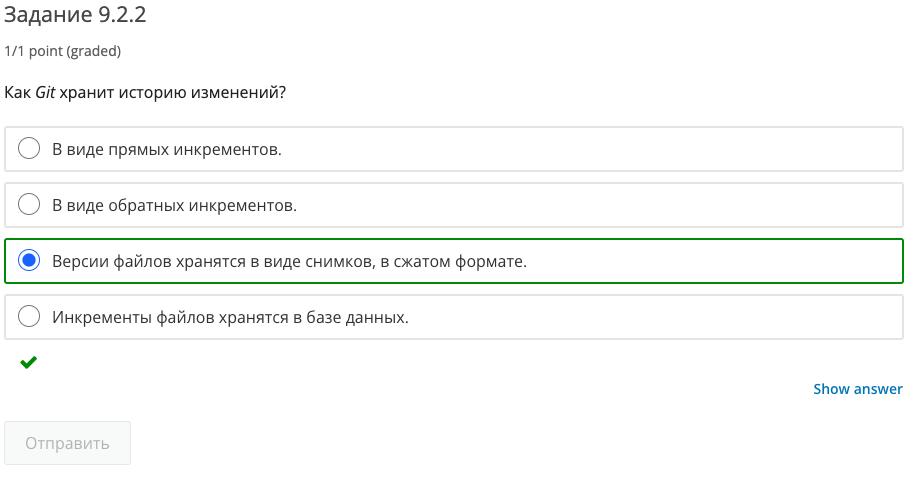 Задание 9.2.2
1/1 point (graded)
Как Git хранит историю изменений?
В виде прямых инкрементов.
В виде обратных инкрементов.
Версии файлов хранятся в виде снимков, в сжатом формате.
Инкременты файлов хранятся в базе данных.
Show answer
Отправить